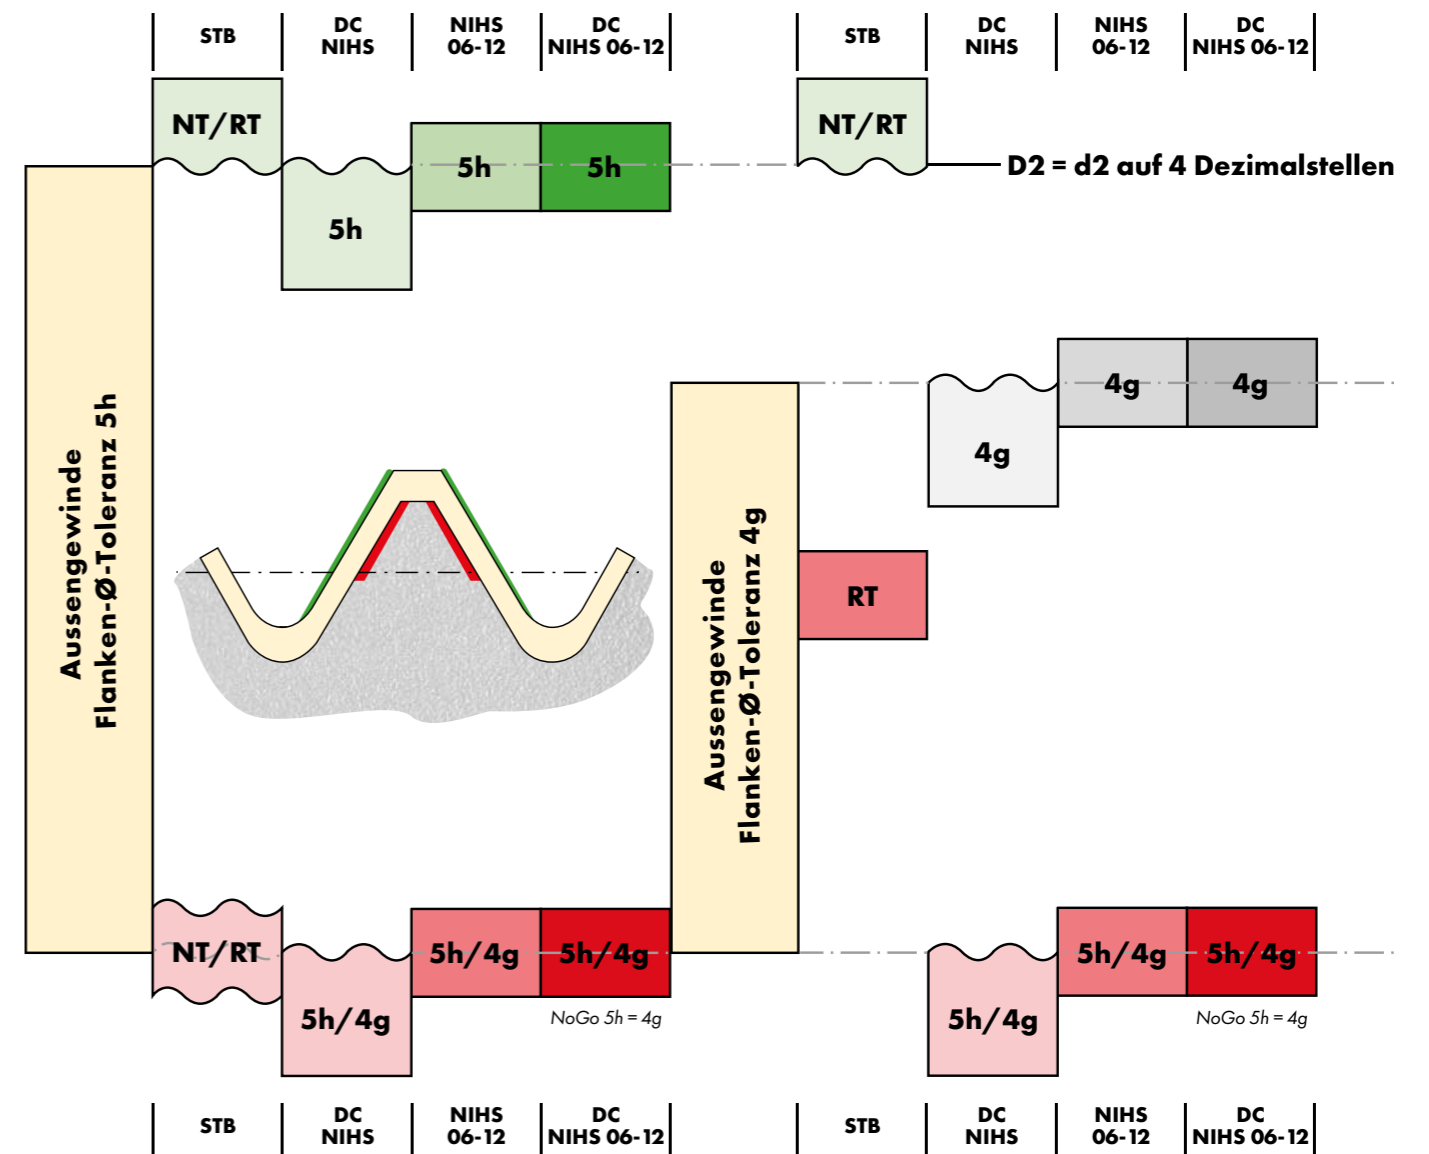 STB
DC
NIHS
NIHS
06-12
DC
NIHS 06-12
STB
DC
NIHS
NIHS
06-12
DC
NIHS 06-12
NT/RT
5h
5h
5h
NT/RT
D2 = d2 auf 4 Dezimalstellen
4g
4g
4g
Aussengewinde
Flanken-Ø-Toleranz 5h
Aussengewinde
Flanken-Ø-Toleranz 4g
RT
NT/RT
5h/4g
5h/4g
5h/4g
NoGo 5h = 4g
5h/4g
5h/4g
5h/4g
NoGo 5h = 4g
STB
DC
NIHS
NIHS
06-12
DC
NIHS 06-12
STB
DC
NIHS
NIHS
06-12
DC
NIHS 06-12